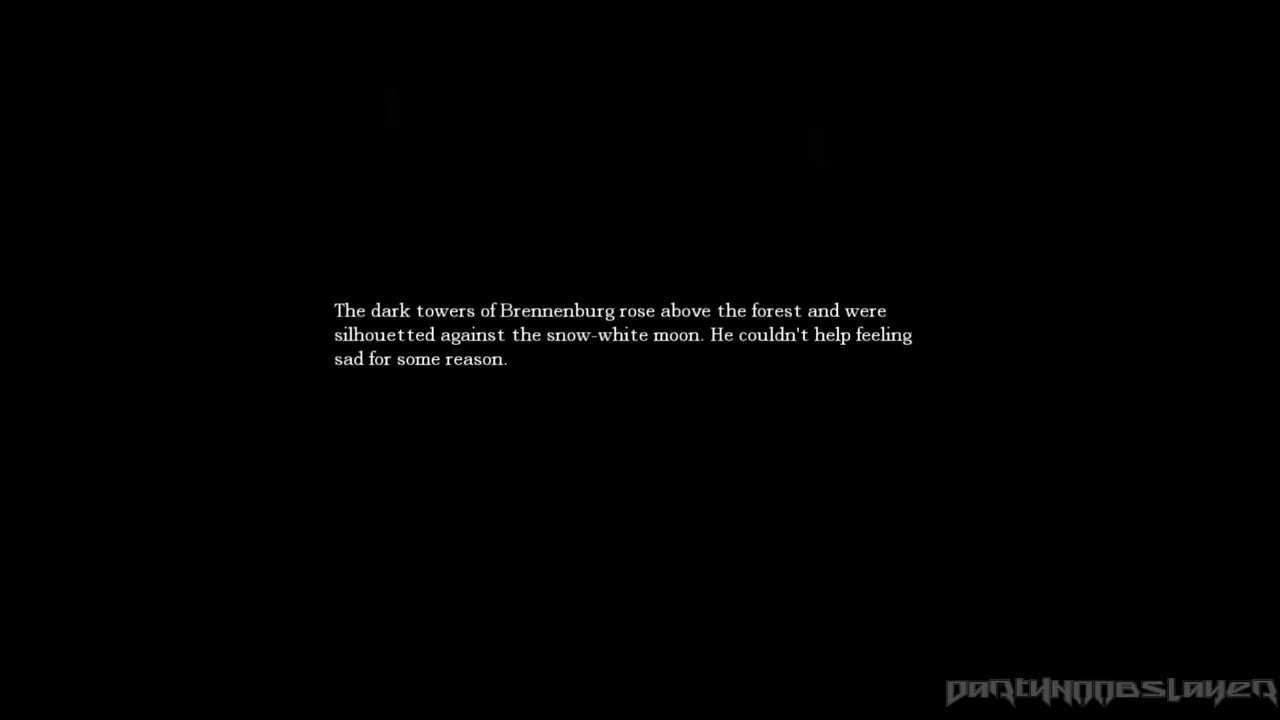 The dark towers of Brennenburg rose above the forest and were
silhouetted against the snow-white moon. He couldn't help feeling
sad for some reason.
PARTYNOOBSLAYER